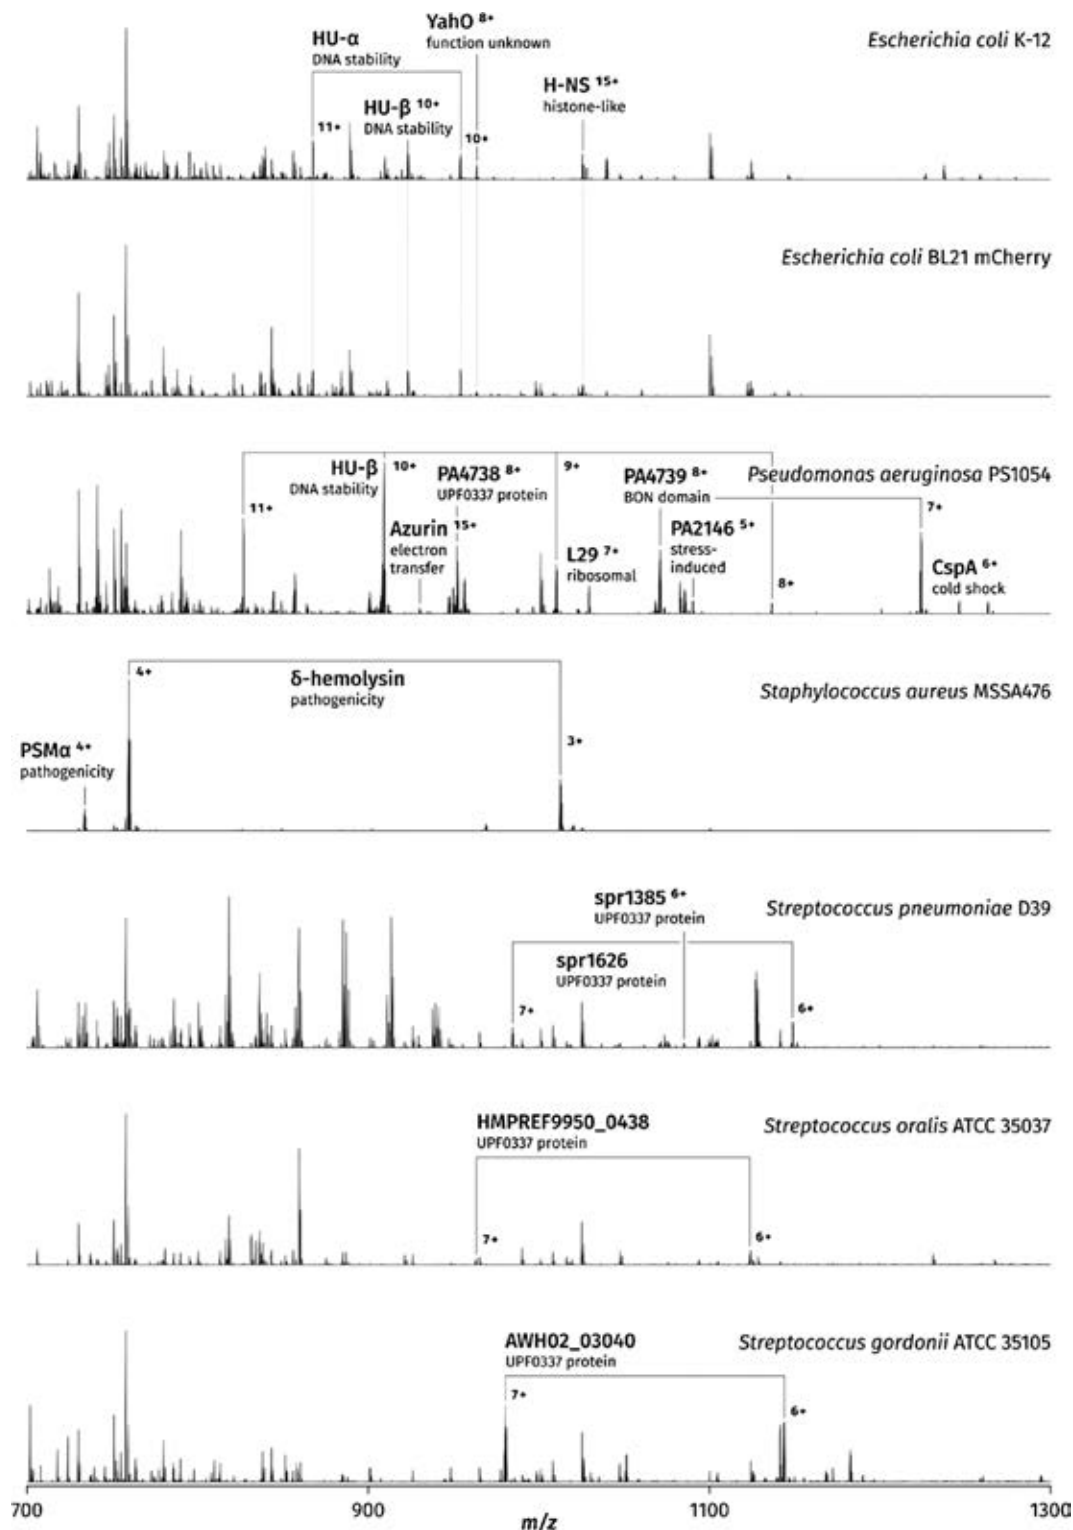 Escherichia coli K-12
YahO 8+
function unknown
HU-α
DNA stability
H-NS 15+
histone-like
HU-β 10+
DNA stability
11+
10+
Escherichia coli BL21 mCherry
Pseudomonas aeruginosa PS1054
HU-β
DNA stability
10+
PA4738 8+
UPF0337 protein
9+
PA4739 8+
BON domain
11+
Azurin 15+
electron
transfer
L29 7+
ribosomal
PA2146 5+
stress-
induced
7+
8+
CspA 6+
cold shock
Staphylococcus aureus MSSA476
4+
δ-hemolysin
pathogenicity
3+
PSMα 4+
pathogenicity
Streptococcus pneumoniae D39
spr1385 6+
UPF0337 protein
spr1626
UPF0337 protein
7+
6+
Streptococcus oralis ATCC 35037
HMPREF9950_0438
UPF0337 protein
7+
6+
Streptococcus gordonii ATCC 35105
AWH02_03040
UPF0337 protein
7+
6+
700
900
1100
1300
m/z